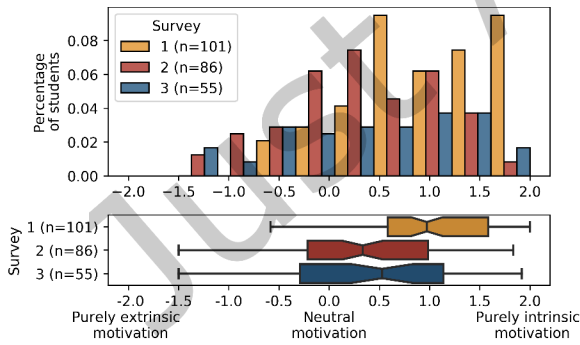 Survey
1 (n=101)
2 (n=86)
3 (n=55)
Percentage
of students
0.08
0.06
0.04
0.02
0.00
−2.0 −1.5 −1.0 −0.5 0.0 0.5 1.0 1.5 2.0
Survey
1 (n=101)
2 (n=86)
3 (n=55)
−2.0 −1.5 −1.0 −0.5 0.0 0.5 1.0 1.5 2.0
Purely extrinsic Neutral Purely intrinsic
motivation motivation motivation
Just